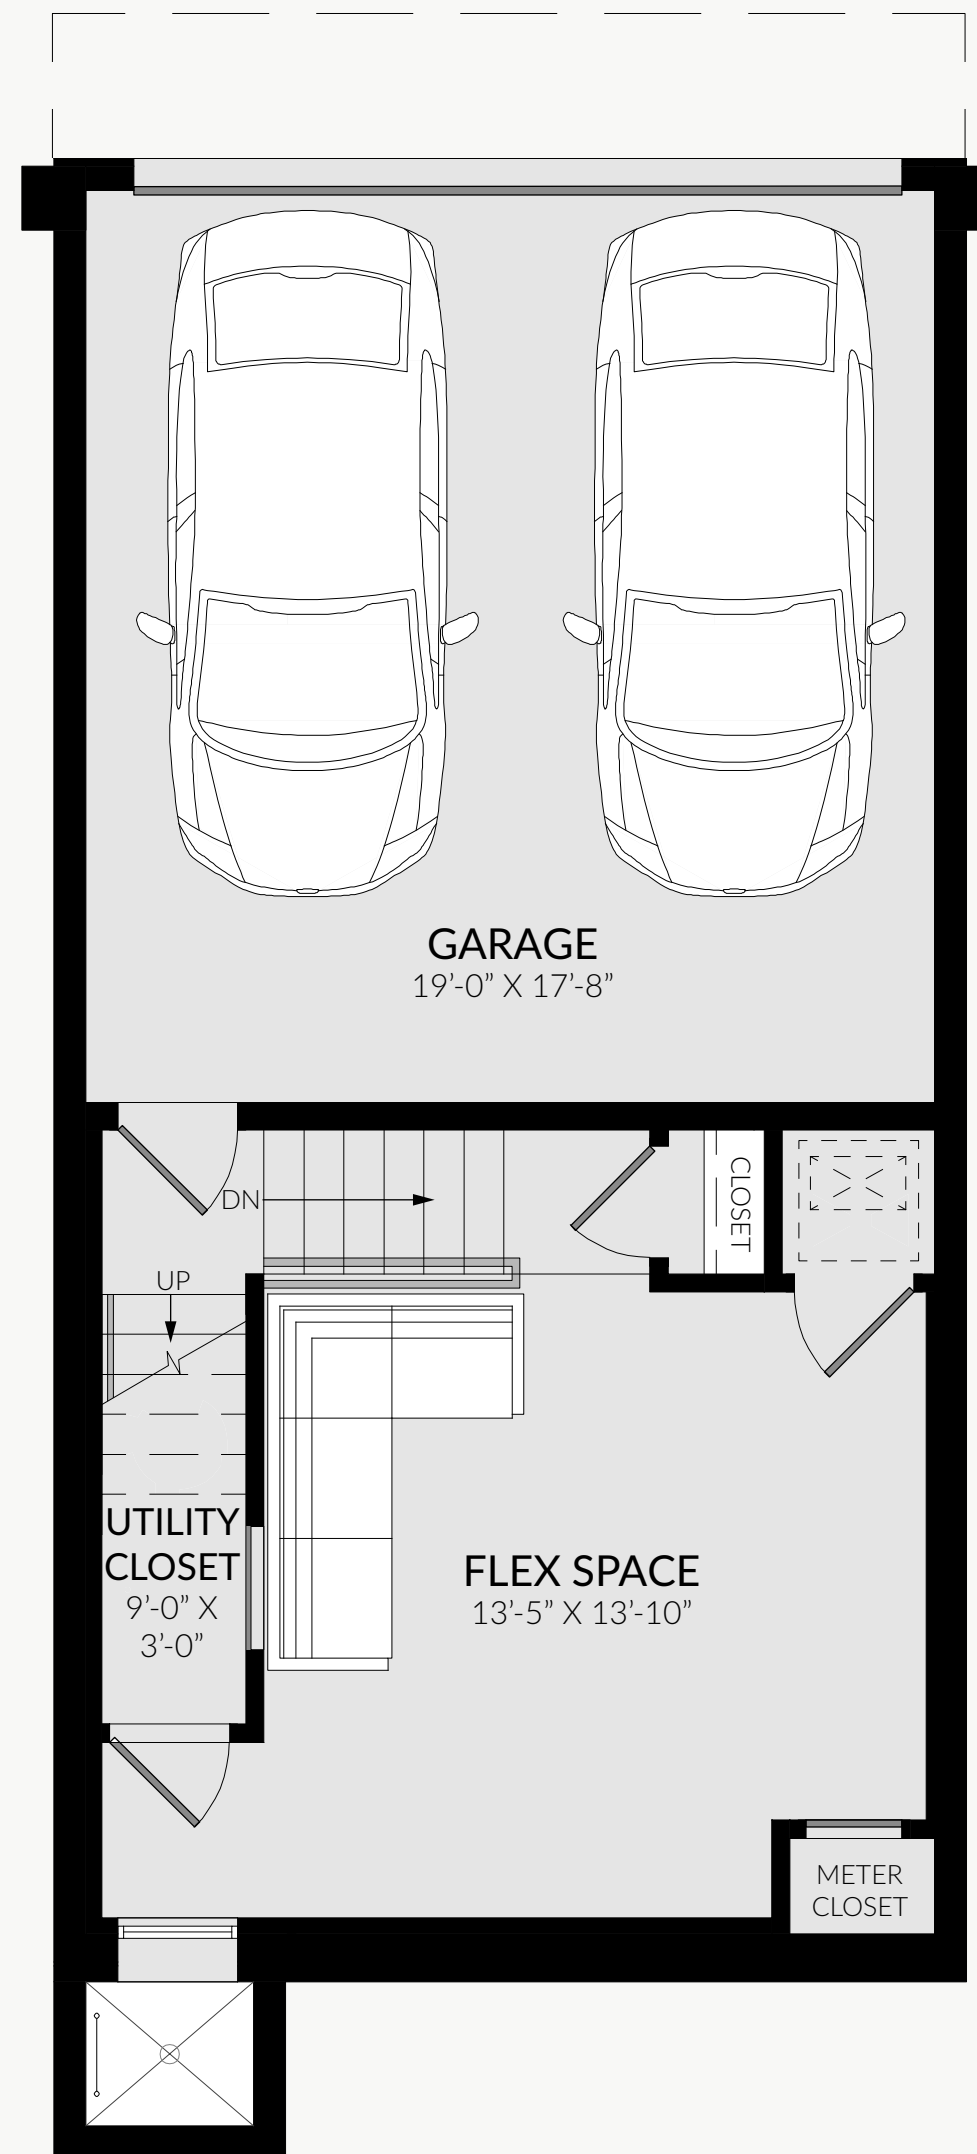 GARAGE
19’-0” X 17’-8”
DN
CLOSET
UP
UTILITY
CLOSET
9’-0” X
3’-0”
FLEX SPACE
13’-5” X 13’-10”
METER
CLOSET